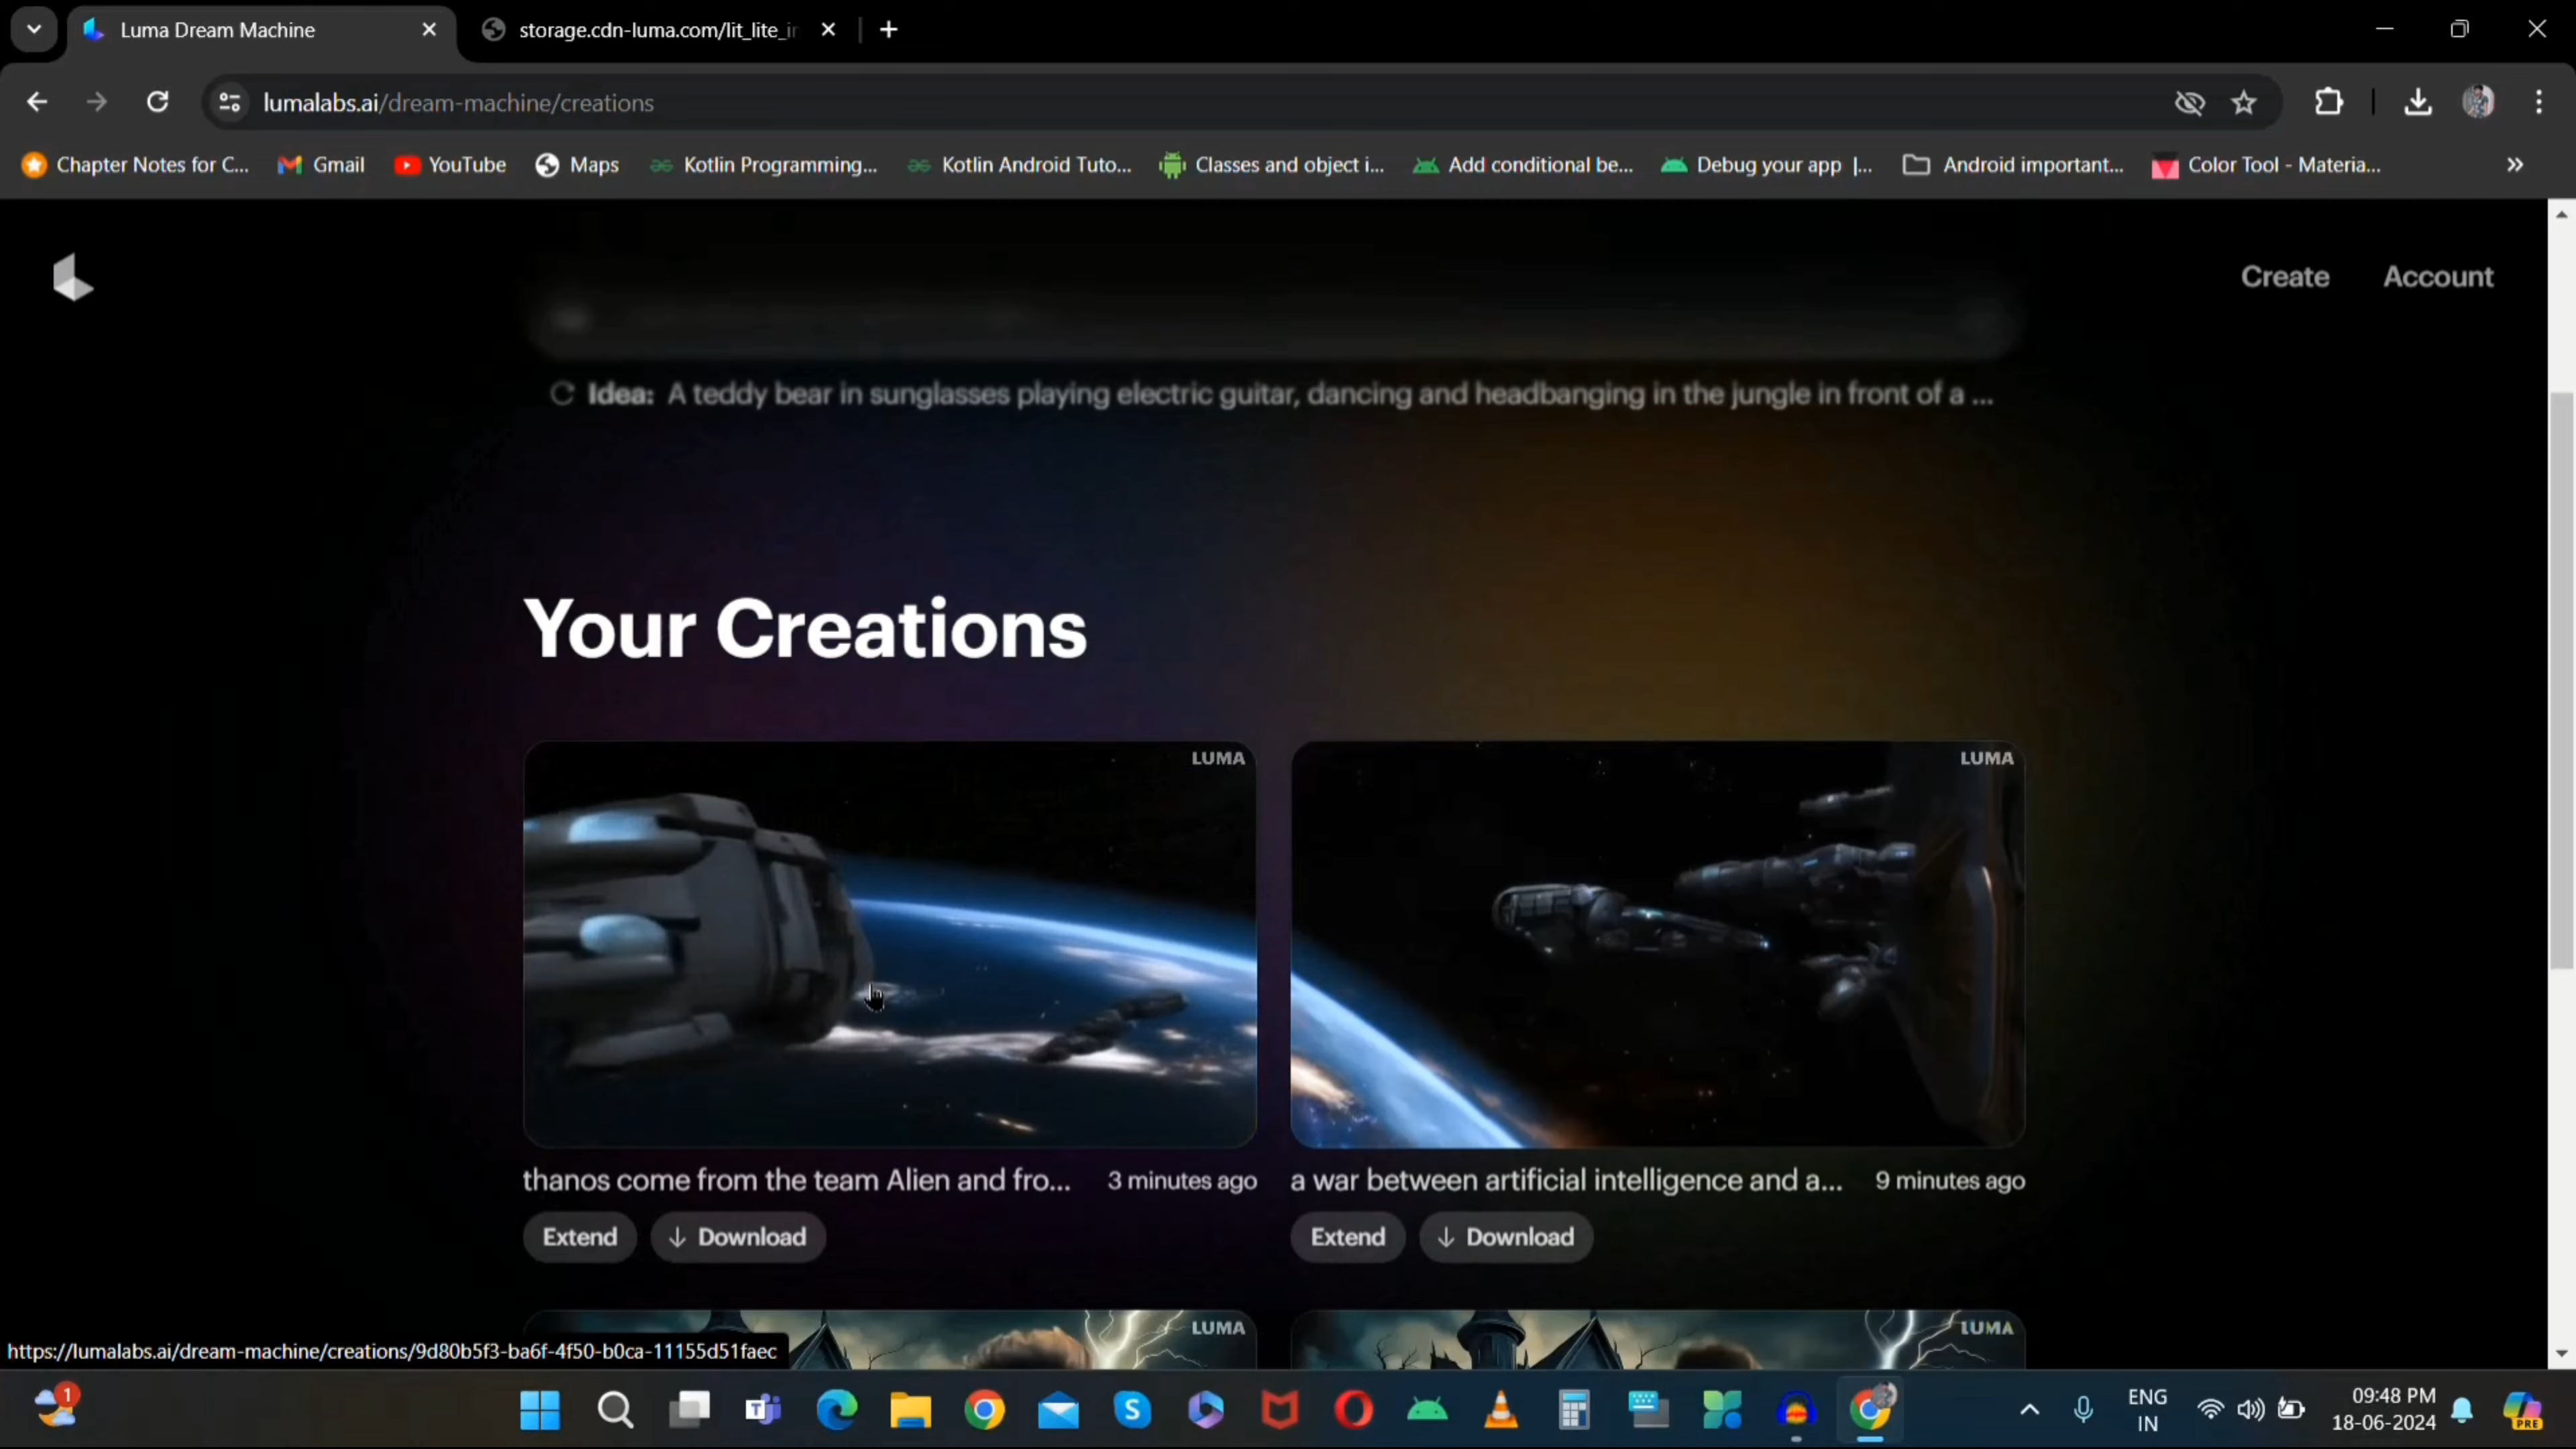 Luma Dream Machine
storage.cdn-luma.com/lit_lite_in
lumalabs.ai/dream-machine/creations
Chapter Notes for C... Gmail YouTube Maps Kotlin Programming... Kotlin Android Tuto... Classes and object i... Add conditional be... Debug your app |... Android important... Color Tool - Materia...
Create Account
Idea: A teddy bear in sunglasses playing electric guitar, dancing and headbanging in the jungle in front of a ...
Your Creations
LUMA LUMA
thanos come from the team Alien and fro... 3 minutes ago a war between artificial intelligence and a... 9 minutes ago
Extend Download Extend Download
LUMA LUMA
https://lumalabs.ai/dream-machine/creations/9d80b5f3-ba6f-4f50-b0ca-11155d51faec
1
ENG
IN
09:48 PM
18-06-2024
PRE